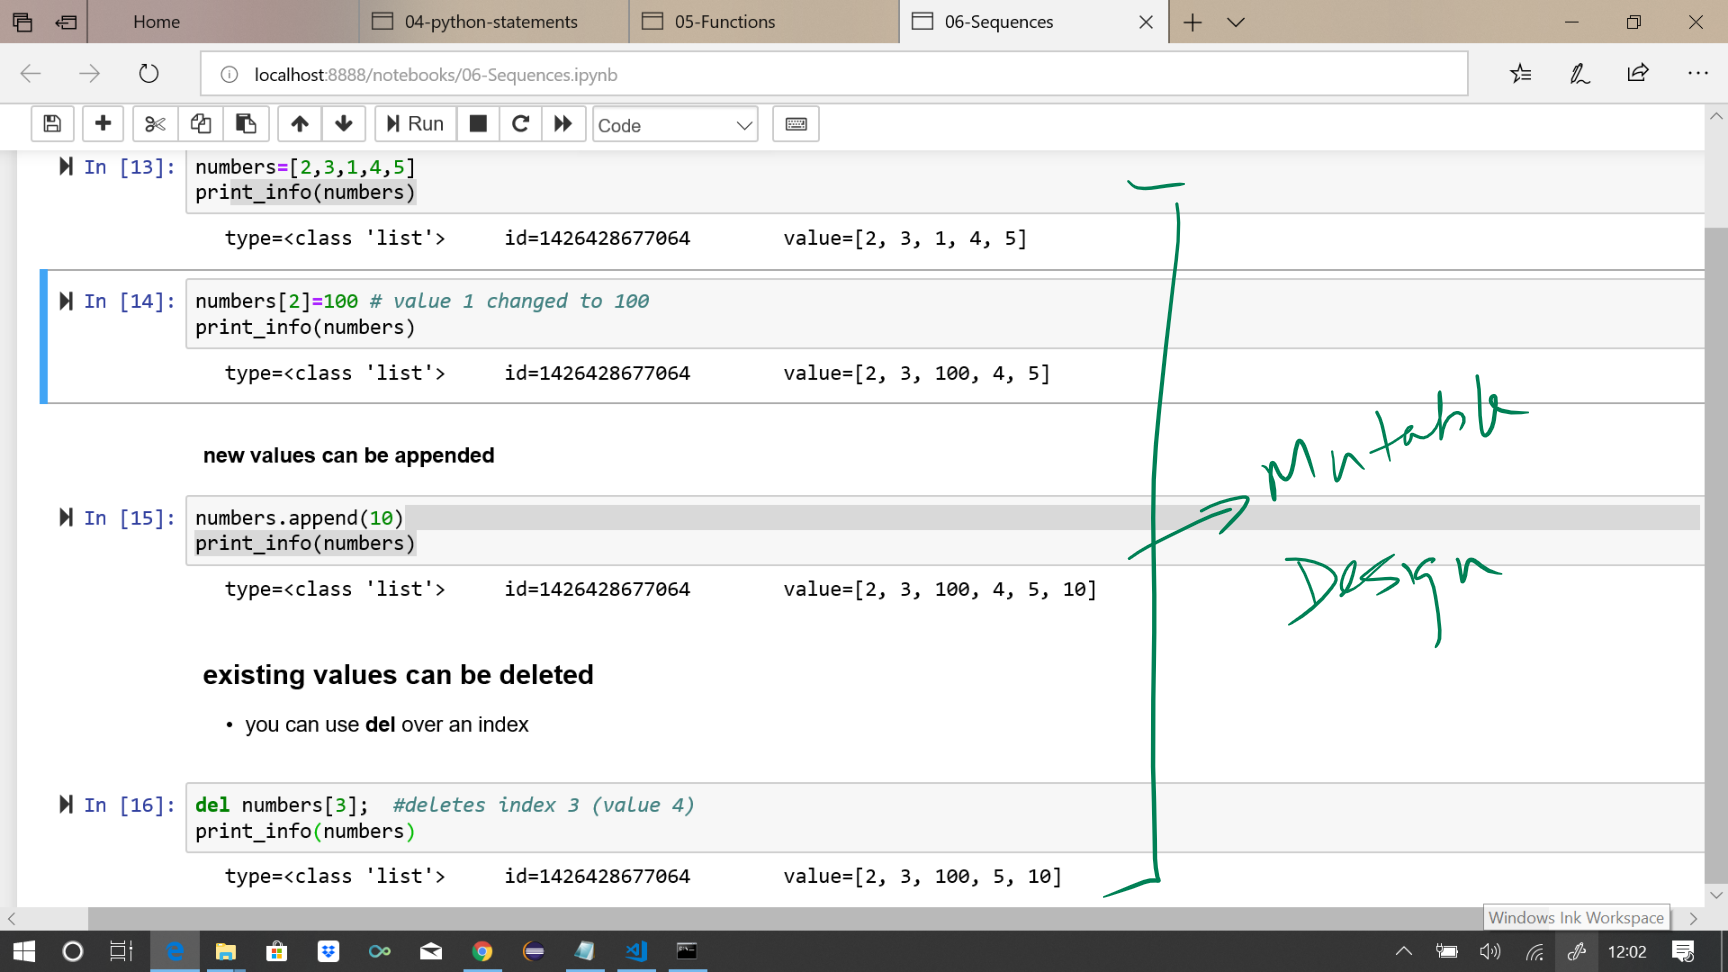 Home
04-python-statements
05-Functions
06-Sequences
localhost:8888/notebooks/06-Sequences.ipynb
Run
Code
In [13]:
numbers=[2,3,1,4,5]
print_info(numbers)
type=<class 'list'> id=1426428677064 value=[2, 3, 1, 4, 5]
In [14]:
numbers[2]=100 # value 1 changed to 100
print_info(numbers)
type=<class 'list'> id=1426428677064 value=[2, 3, 100, 4, 5]
Mutable
Design
new values can be appended
In [15]:
numbers.append(10)
print_info(numbers)
type=<class 'list'> id=1426428677064 value=[2, 3, 100, 4, 5, 10]
existing values can be deleted
• you can use del over an index
In [16]:
del numbers[3]; #deletes index 3 (value 4)
print_info(numbers)
type=<class 'list'> id=1426428677064 value=[2, 3, 100, 5, 10]
Windows Ink Workspace
12:02